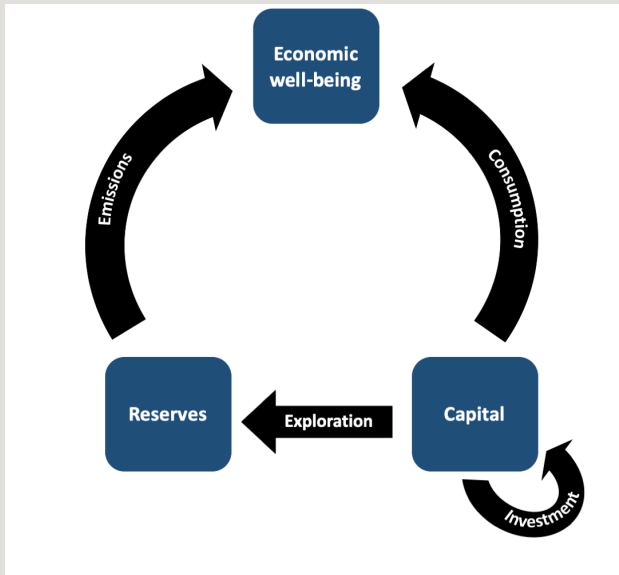 Economic
well-being
Emissions
Consumption
Reserves
Exploration
Capital
Investment